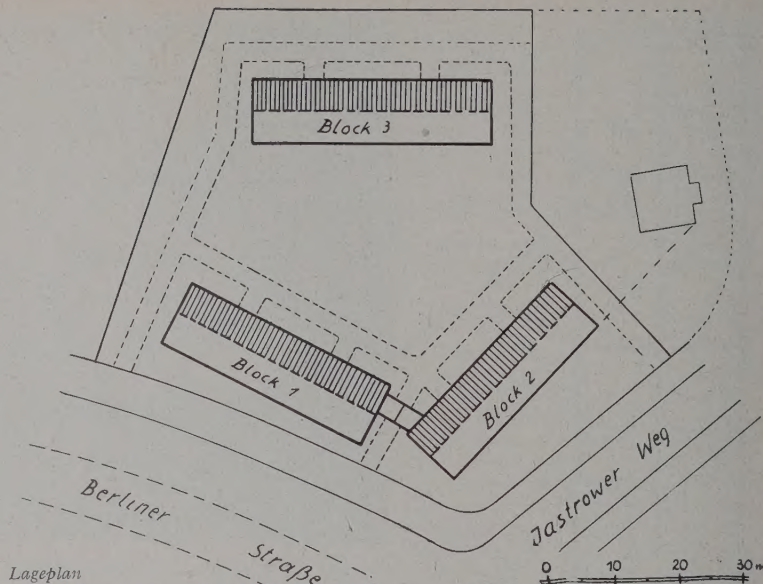 Block 3
Block 1
Block 2
Berliner Straße
Jastrower Weg
Lageplan
0 10 20 30 m